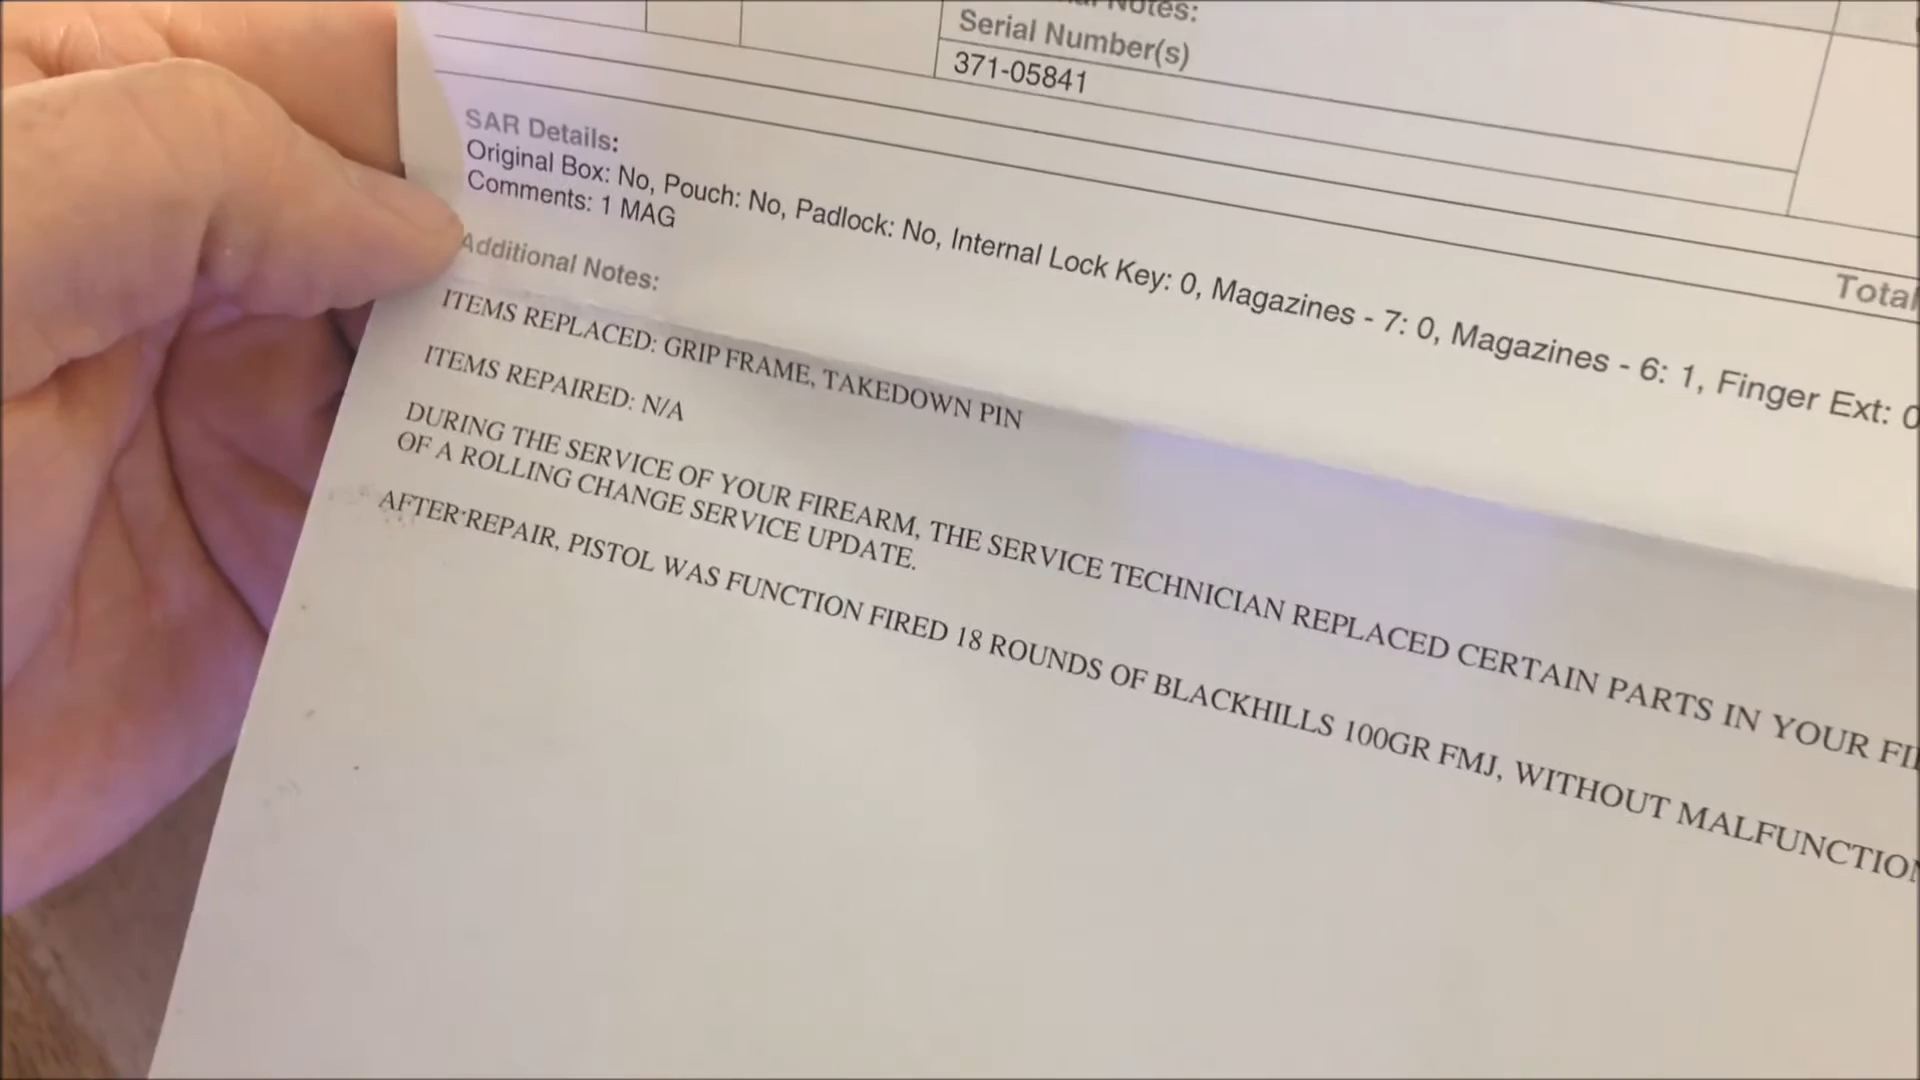 Notes:
Serial Number(s)
371-05841
Total
SAR Details:
Original Box: No, Pouch: No, Padlock: No, Internal Lock Key: 0, Magazines - 7: 0, Magazines - 6: 1, Finger Ext: 0
Comments: 1 MAG
Additional Notes:
ITEMS REPLACED: GRIP FRAME, TAKEDOWN PIN
ITEMS REPAIRED: N/A
DURING THE SERVICE OF YOUR FIREARM, THE SERVICE TECHNICIAN REPLACED CERTAIN PARTS IN YOUR
OF A ROLLING CHANGE SERVICE UPDATE.
AFTER REPAIR, PISTOL WAS FUNCTION FIRED 18 ROUNDS OF BLACKHILLS 100GR FMJ, WITHOUT MALFUNCTION